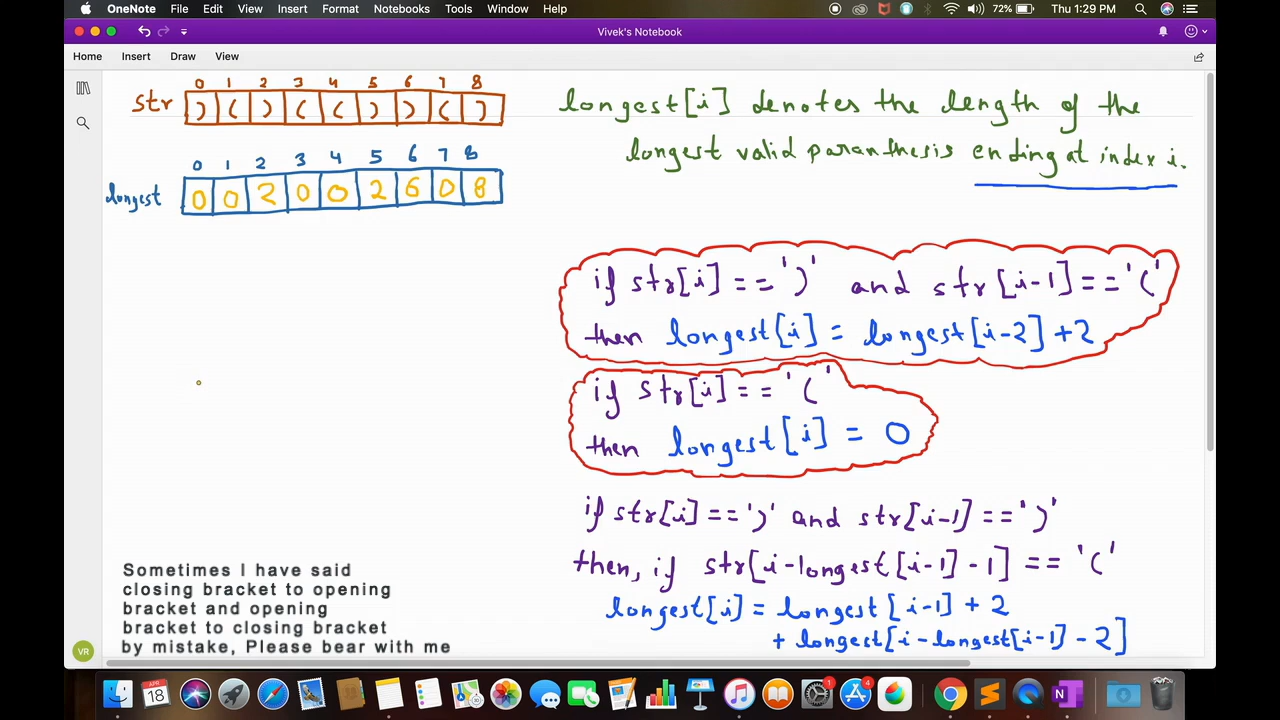 OneNote File Edit View Insert Format Notebooks Tools Window Help 72% Thu 1:29 PM
Vivek's Notebook
Home Insert Draw View
0 1 2 3 4 5 6 7 8
str ) ( ) ( ( ) ) ( )
0 1 2 3 4 5 6 7 8
longest 0 0 2 0 0 2 6 0 8
longest[i] denotes the length of the
longest valid paranthesis ending at index i.
if str[i] == ')' and str[i-1] == '('
then longest[i] = longest[i-2] +2
if str[i] == '('
then longest[i] = 0
if str[i] == ')' and str[i-1] == ')'
then, if str[i-longest[i-1] -1] == '('
longest[i] = longest[i-1] + 2
+ longest[i-longest[i-1] - 2]
Sometimes I have said
closing bracket to opening
bracket and opening
bracket to closing bracket
by mistake, Please bear with me
VR
APR
18
1
4